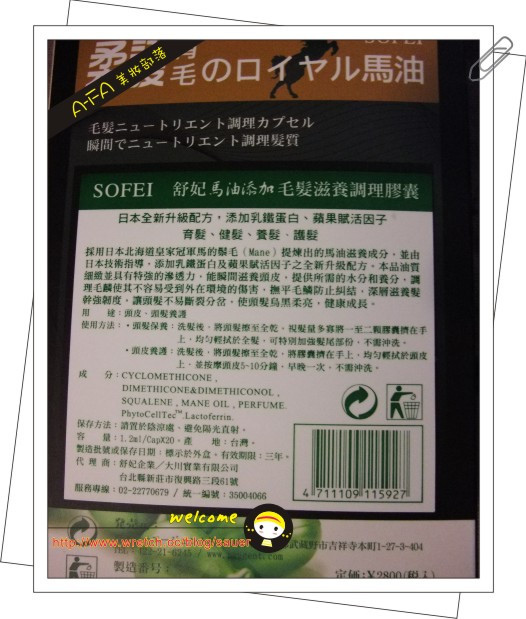 SOFEI
A-FA 美妝部落
毛のロイヤル馬油
毛髮ニュートリエント調理カプセル
瞬間でニュートリエント調理髮質
SOFEI 舒妃馬油添加毛髮滋養調理膠囊
日本全新升級配方，添加乳鐵蛋白、蘋果賦活因子
育髮、健髮、養髮、護髮
採用日本北海道皇家冠軍馬的鬃毛（Mane）提煉出的馬油滋養成分，並由
日本技術指導，添加乳鐵蛋白及蘋果賦活因子之全新升級配方。本品油質
細緻並具有特強的滲透力，能瞬間滋養頭皮，提供所需的水分和養分，調
理毛鱗使其不容易受到外在環境的傷害，撫平毛鱗防止糾結，深層滋養髮
幹強韌度，讓頭髮不易斷裂分岔，使頭髮烏黑柔亮，健康成長。
用 途：頭皮、頭髮養護
使用方法：•頭髮保養：洗髮後，將頭髮擦至全乾，視髮量多寡將一至二顆膠囊擠在手
上，均勻輕拭於全髮，可特別加強髮尾部份，不需沖洗。
•頭皮養護：洗髮後，將頭髮擦至全乾，將膠囊擠在手上，均勻輕拭於頭皮
上，並按摩頭皮5~10分鐘，早晚一次，不需沖洗。
成 分：CYCLOMETHICONE，
DIMETHICONE&DIMETHICONOL，
SQUALENE，MANE OIL，PERFUME，
PhytoCellTec™，Lactoferrin.
保存方法：請置於陰涼處、避免陽光直射。
容 量：1.2ml/CapX20。產 地：台灣。
製造批號或保存日期：標示於外盒。有效期限：三年。
代 理 商：舒妃企業／大川實業有限公司
台北縣新莊市復興路三段61號
服務專線：02-22770679 / 統一編號：35004066
4 711109 115927
welcome
http://www.wretch.cc/blog/sauer
武蔵野市吉祥寺本町1-27-3-404
製造番号：
定価：¥2800(税